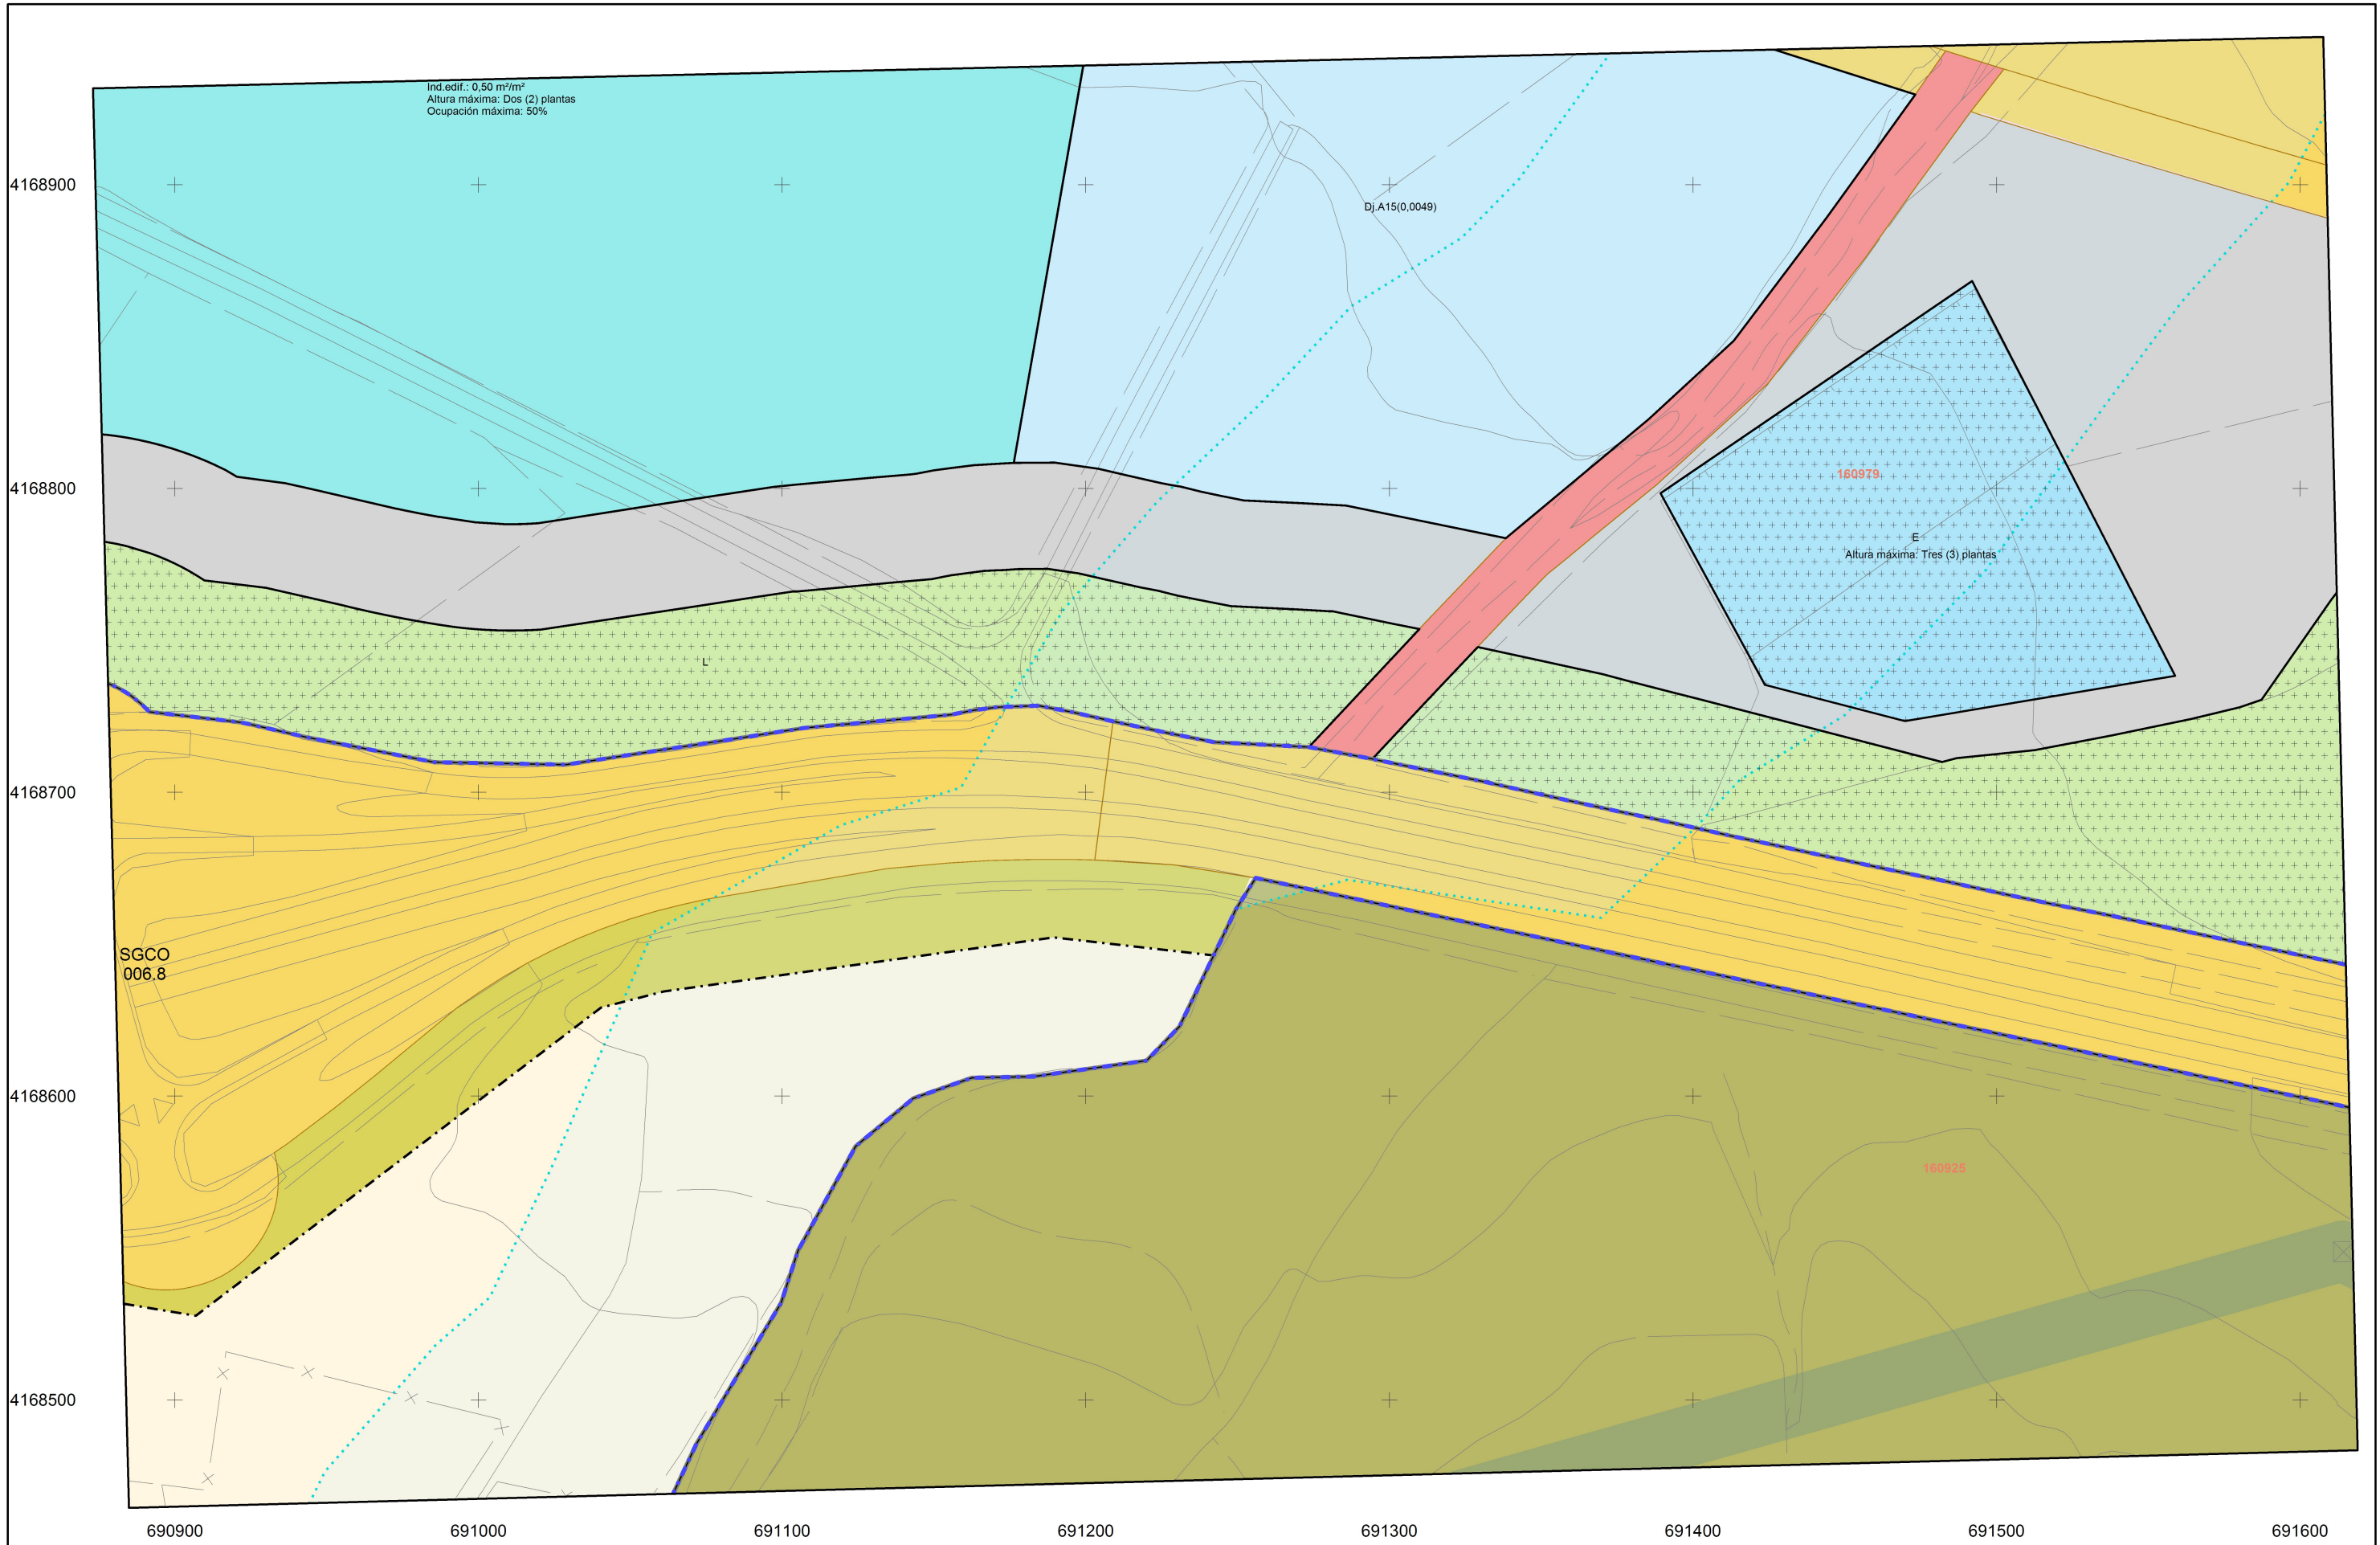 Ind.edif.: 0,50 m²/m²
Altura máxima: Dos (2) plantas
Ocupación máxima: 50%
4168900
Dj.A15(0,0049)
160979
4168800
E
Altura máxima: Tres (3) plantas
L
4168700
SGCO
006.8
4168600
160925
4168500
690900
691000
691100
691200
691300
691400
691500
691600